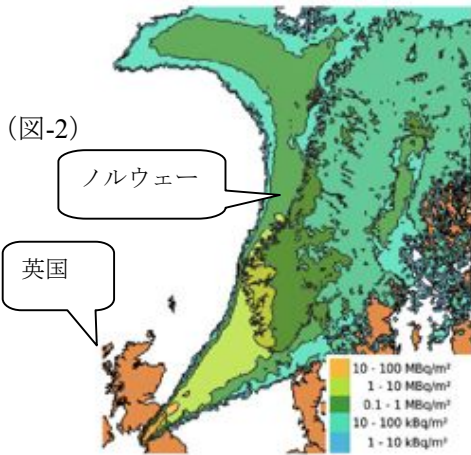 (図-2)
ノルウェー
英国
10 - 100 MBq/m²
1 - 10 MBq/m²
0.1 - 1 MBq/m²
10 - 100 kBq/m²
1 - 10 kBq/m²